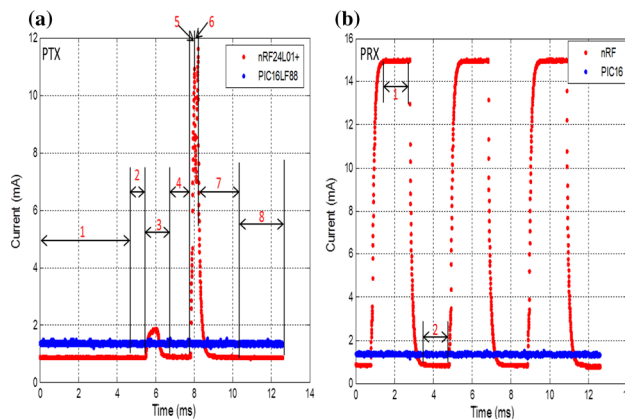 (a)
PTX
5
6
nRF24L01+
PIC16LF88
12
10
8
6
4
2
0
Current (mA)
1
2
3
4
7
8
0 2 4 6 8 10 12 14
Time (ms)
(b)
PRX
nRF
PIC16
16
14
12
10
8
6
4
2
0
Current (mA)
1
2
0 2 4 6 8 10 12 14
Time (ms)